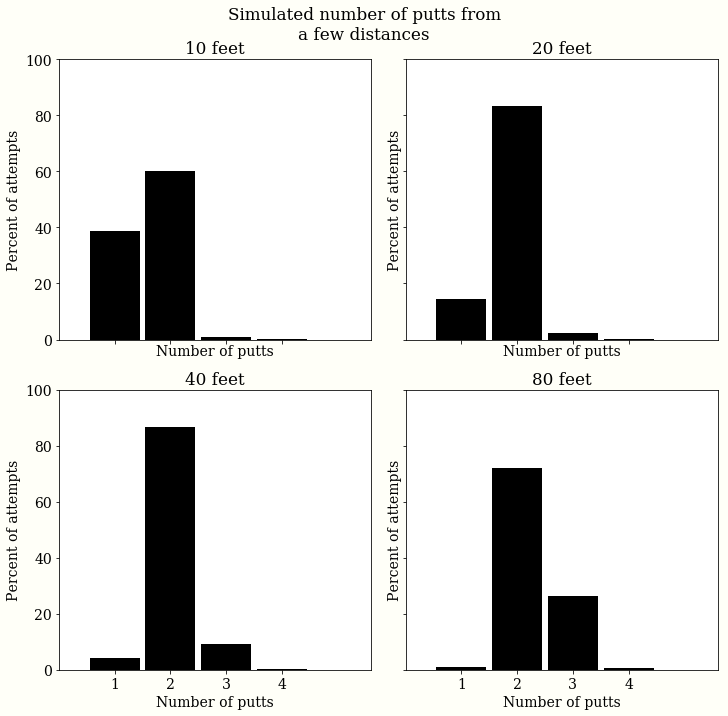 Simulated number of putts from
a few distances
10 feet
20 feet
100
80
60
40
20
0
Percent of attempts
Percent of attempts
Number of putts
Number of putts
40 feet
80 feet
100
80
60
40
20
0
Percent of attempts
Percent of attempts
1 2 3 4
1 2 3 4
Number of putts
Number of putts